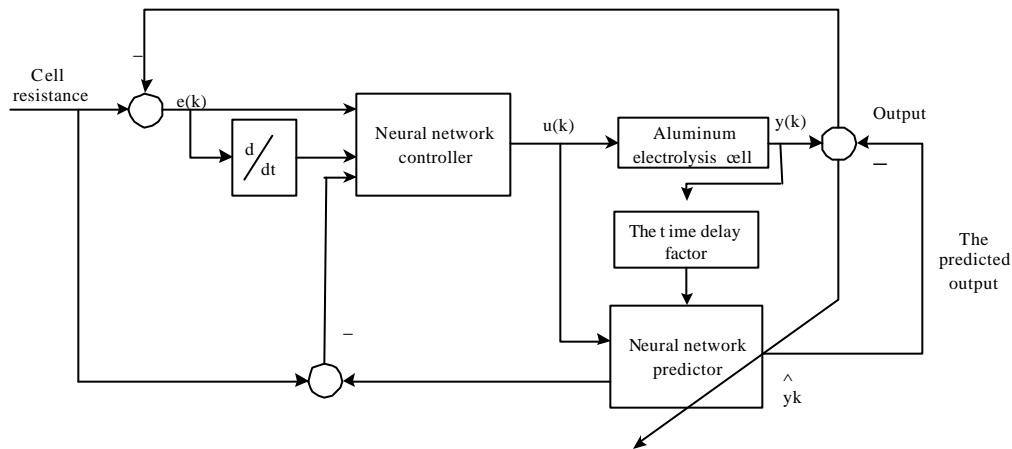 –
Cell
resistance
e(k)
d
dt
Neural network
controller
u(k)
Aluminum
electrolysis cell
y(k)
Output
–
The time delay
factor
The
predicted
output
–
Neural network
predictor
^
yk